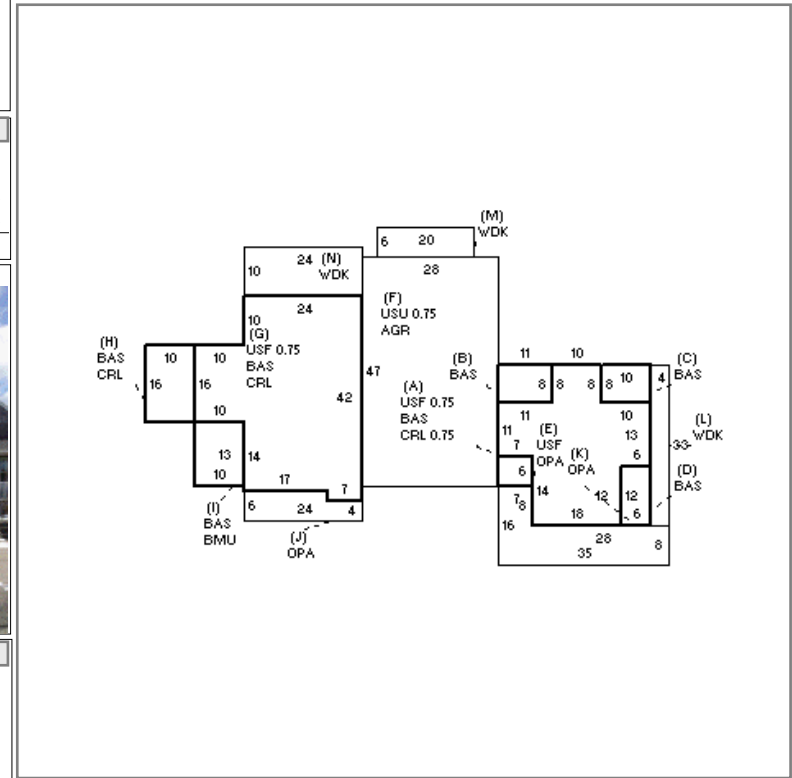 (M)
WDK
6 20
24 (N)
WDK
10
28
(F)
USU 0.75
AGR
24
10
(G)
USF 0.75
BAS
CRL
(H)
BAS
CRL
10 10
16 16
10
42
47
(A)
USF 0.75
BAS
CRL 0.75
(B)
BAS
11 10
8 8 8 8 10
4
(C)
BAS
11 10
11
7
(E)
USF
OPA
(K)
OPA
13
6
33
(L)
WDK
(D)
BAS
13
10
14
17
7
6 24 4
(I)
BAS
BMU
(J)
OPA
6
7
8
14
12 12
18 6
16
28
35
8